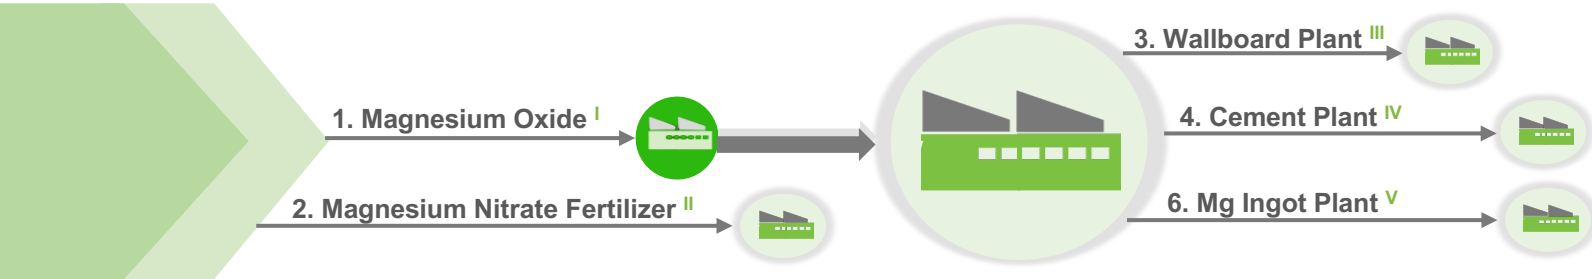 1. Magnesium Oxide I
2. Magnesium Nitrate Fertilizer II
3. Wallboard Plant III
4. Cement Plant IV
6. Mg Ingot Plant V